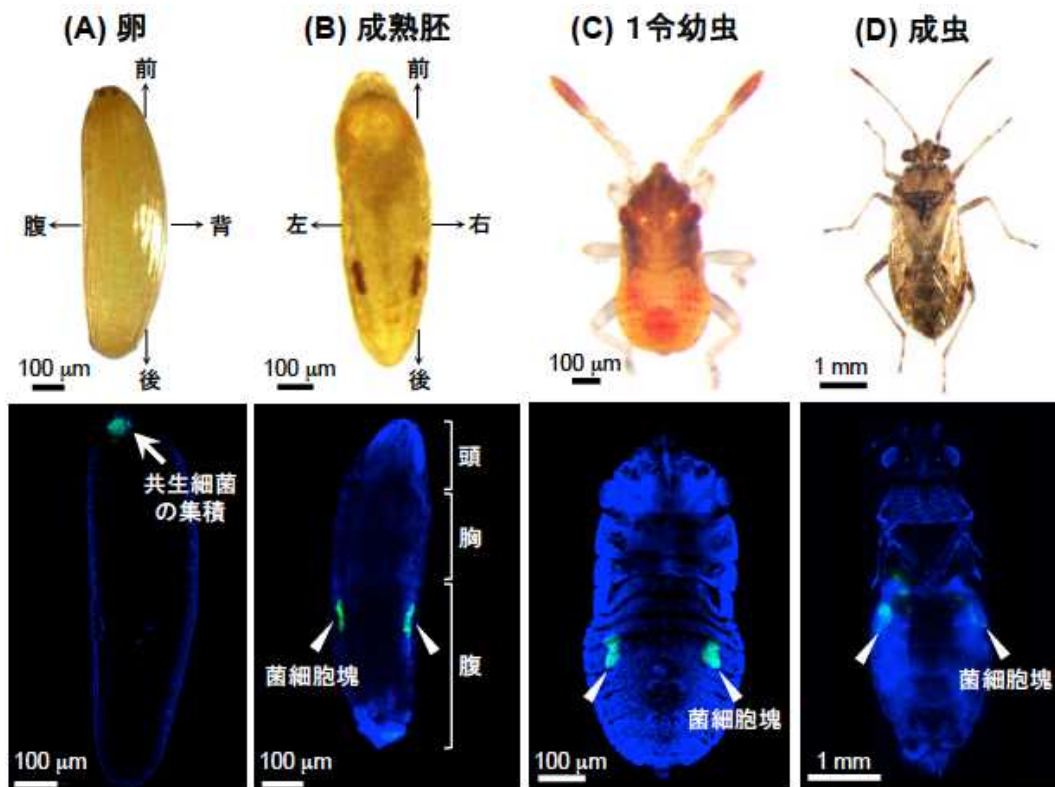 (A) 卵
(B) 成熟胚
(C) 1令幼虫
(D) 成虫
前
腹
背
後
100 μm
前
左
右
後
100 μm
100 μm
1 mm
共生細菌
の集積
100 μm
頭
胸
腹
菌細胞塊
100 μm
菌細胞塊
100 μm
菌細胞塊
1 mm